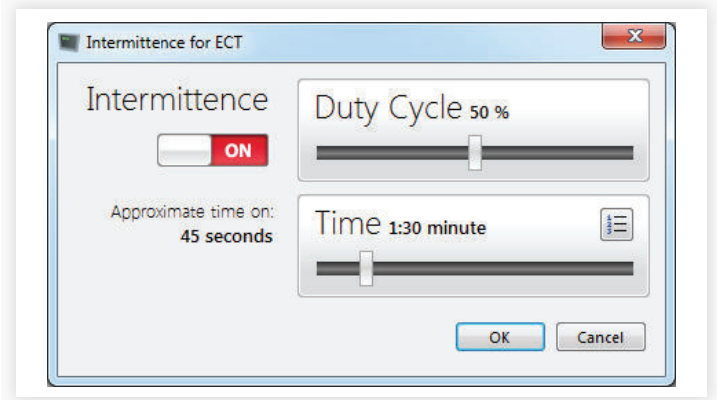 Intermittence for ECT
Intermittence
ON
Approximate time on:
45 seconds
Duty Cycle 50 %
Time 1:30 minute
OK
Cancel